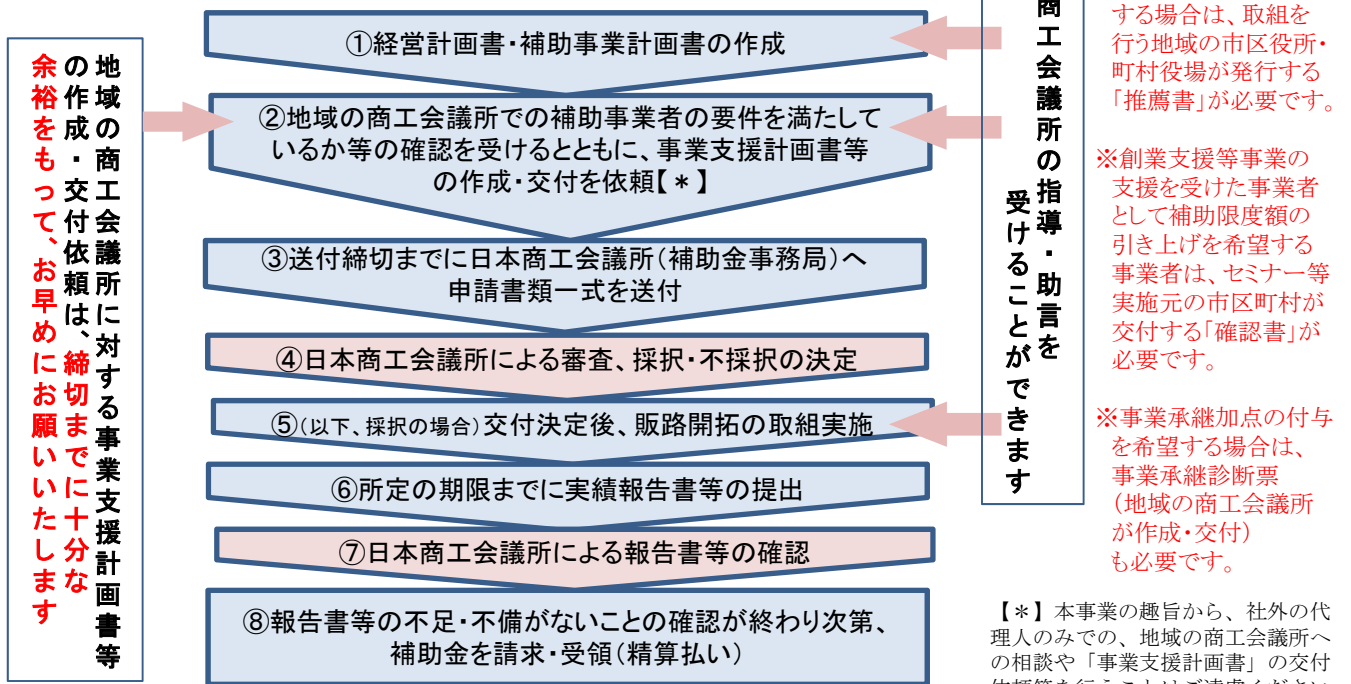 地域の商工会議所に対する事業支援計画書等
の作成・交付依頼は、締切までに十分な
余裕をもって、お早めにお願いいたします
①経営計画書・補助事業計画書の作成
②地域の商工会議所での補助事業者の要件を満たして
いるか等の確認を受けるとともに、事業支援計画書等
の作成・交付を依頼【＊】
③送付締切までに日本商工会議所（補助金事務局）へ
申請書類一式を送付
④日本商工会議所による審査、採択・不採択の決定
⑤（以下、採択の場合）交付決定後、販路開拓の取組実施
⑥所定の期限までに実績報告書等の提出
⑦日本商工会議所による報告書等の確認
⑧報告書等の不足・不備がないことの確認が終わり次第、
補助金を請求・受領（精算払い）
商工会議所の指導・助言を
受けることができます
する場合は、取組を
行う地域の市区役所・
町村役場が発行する
「推薦書」が必要です。
※創業支援等事業の
支援を受けた事業者
として補助限度額の
引き上げを希望する
事業者は、セミナー等
実施元の市区町村が
交付する「確認書」が
必要です。
※事業承継加点の付与
を希望する場合は、
事業承継診断票
（地域の商工会議所
が作成・交付）
も必要です。
【＊】本事業の趣旨から、社外の代
理人のみでの、地域の商工会議所へ
の相談や「事業支援計画書」の交付
依頼等を行うことはご遠慮ください